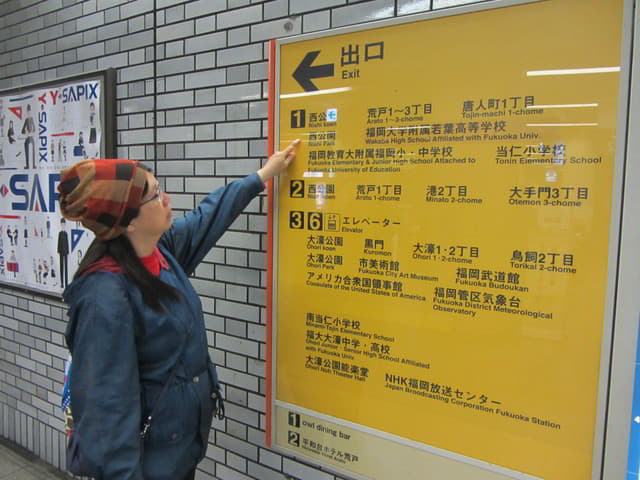 Y-SAPIX
Y-SAPIX
SAP
出口
Exit
1 西公
Nishi koen
荒戸1〜3丁目
Arato 1〜3-chome
唐人町1丁目
Tojin-machi 1-chome
西公園
Nishi Park
福岡大学附属若葉高等学校
Wakaba High School Affiliated with Fukuoka Univ.
福岡教育大附属福岡小・中学校
Fukuoka Elementary & Junior High School Attached to
Fukuoka University of Education
当仁小学校
Tonin Elementary School
2 西公園
Nishi koen
荒戸1丁目
Arato 1-chome
港2丁目
Minato 2-chome
大手門3丁目
Otemon 3-chome
3 6 エレベーター
Elevator
大濠公園
Ohori koen
黒門
Kuromon
大濠1・2丁目
Ohori 1・2-chome
鳥飼2丁目
Torikai 2-chome
大濠公園
Ohori Park
市美術館
Fukuoka City Art Museum
福岡武道館
Fukuoka Budoukan
アメリカ合衆国領事館
Consulate of the United States of America
福岡管区気象台
Fukuoka District Meteorological
Observatory
南当仁小学校
Minami-Tojin Elementary School
福大大濠中学・高校
Ohori Junior・Senior High School Affiliated
with Fukuoka Univ.
大濠公園能楽堂
Ohori Noh Theater Hall
NHK福岡放送センター
Japan Broadcasting Corporation Fukuoka Station
1 owl dining bar
2 平和台ホテル荒戸